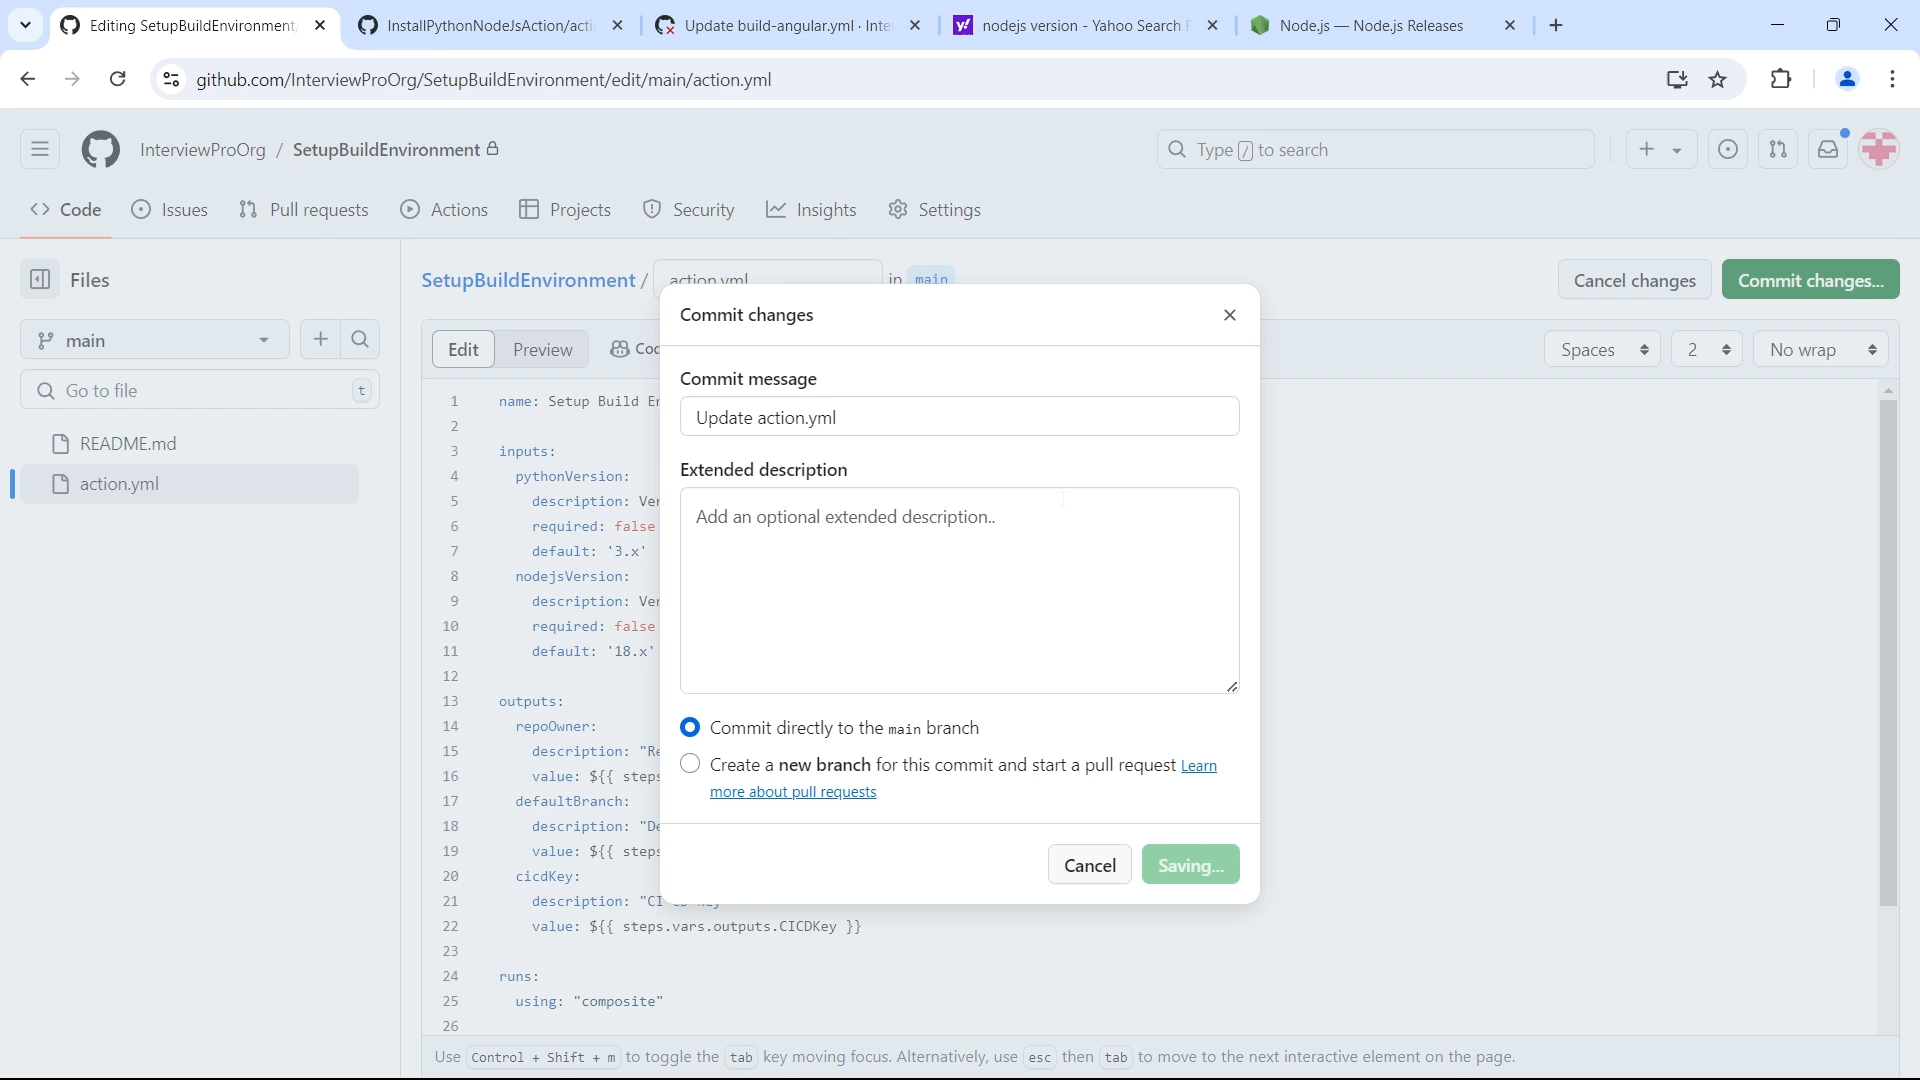 Editing SetupBuildEnvironment
InstallPythonNodeJsAction/acti
Update build-angular.yml · Inte
nodejs version - Yahoo Search R
Node.js — Node.js Releases
github.com/InterviewProOrg/SetupBuildEnvironment/edit/main/action.yml
InterviewProOrg / SetupBuildEnvironment
Type / to search
Code
Issues
Pull requests
Actions
Projects
Security
Insights
Settings
Files
SetupBuildEnvironment / action.yml in main
Cancel changes
Commit changes...
main
Go to file t
README.md
action.yml
Edit
Preview
Spaces
2
No wrap
1 name: Setup Build
2
3 inputs:
4 pythonVersion:
5 description:
6 required: false
7 default: '3.x'
8 nodejsVersion:
9 description:
10 required: false
11 default: '18.x'
12
13 outputs:
14 repoOwner:
15 description:
16 value: ${{ steps
17 defaultBranch:
18 description:
19 value: ${{ steps
20 cicdKey:
21 description:
22 value: ${{ steps.vars.outputs.CICDKey }}
23
24 runs:
25 using: "composite"
26
Commit changes
Commit message
Update action.yml
Extended description
Add an optional extended description..
Commit directly to the main branch
Create a new branch for this commit and start a pull request Learn
more about pull requests
Cancel
Saving...
Use Control + Shift + m to toggle the tab key moving focus. Alternatively, use esc then tab to move to the next interactive element on the page.